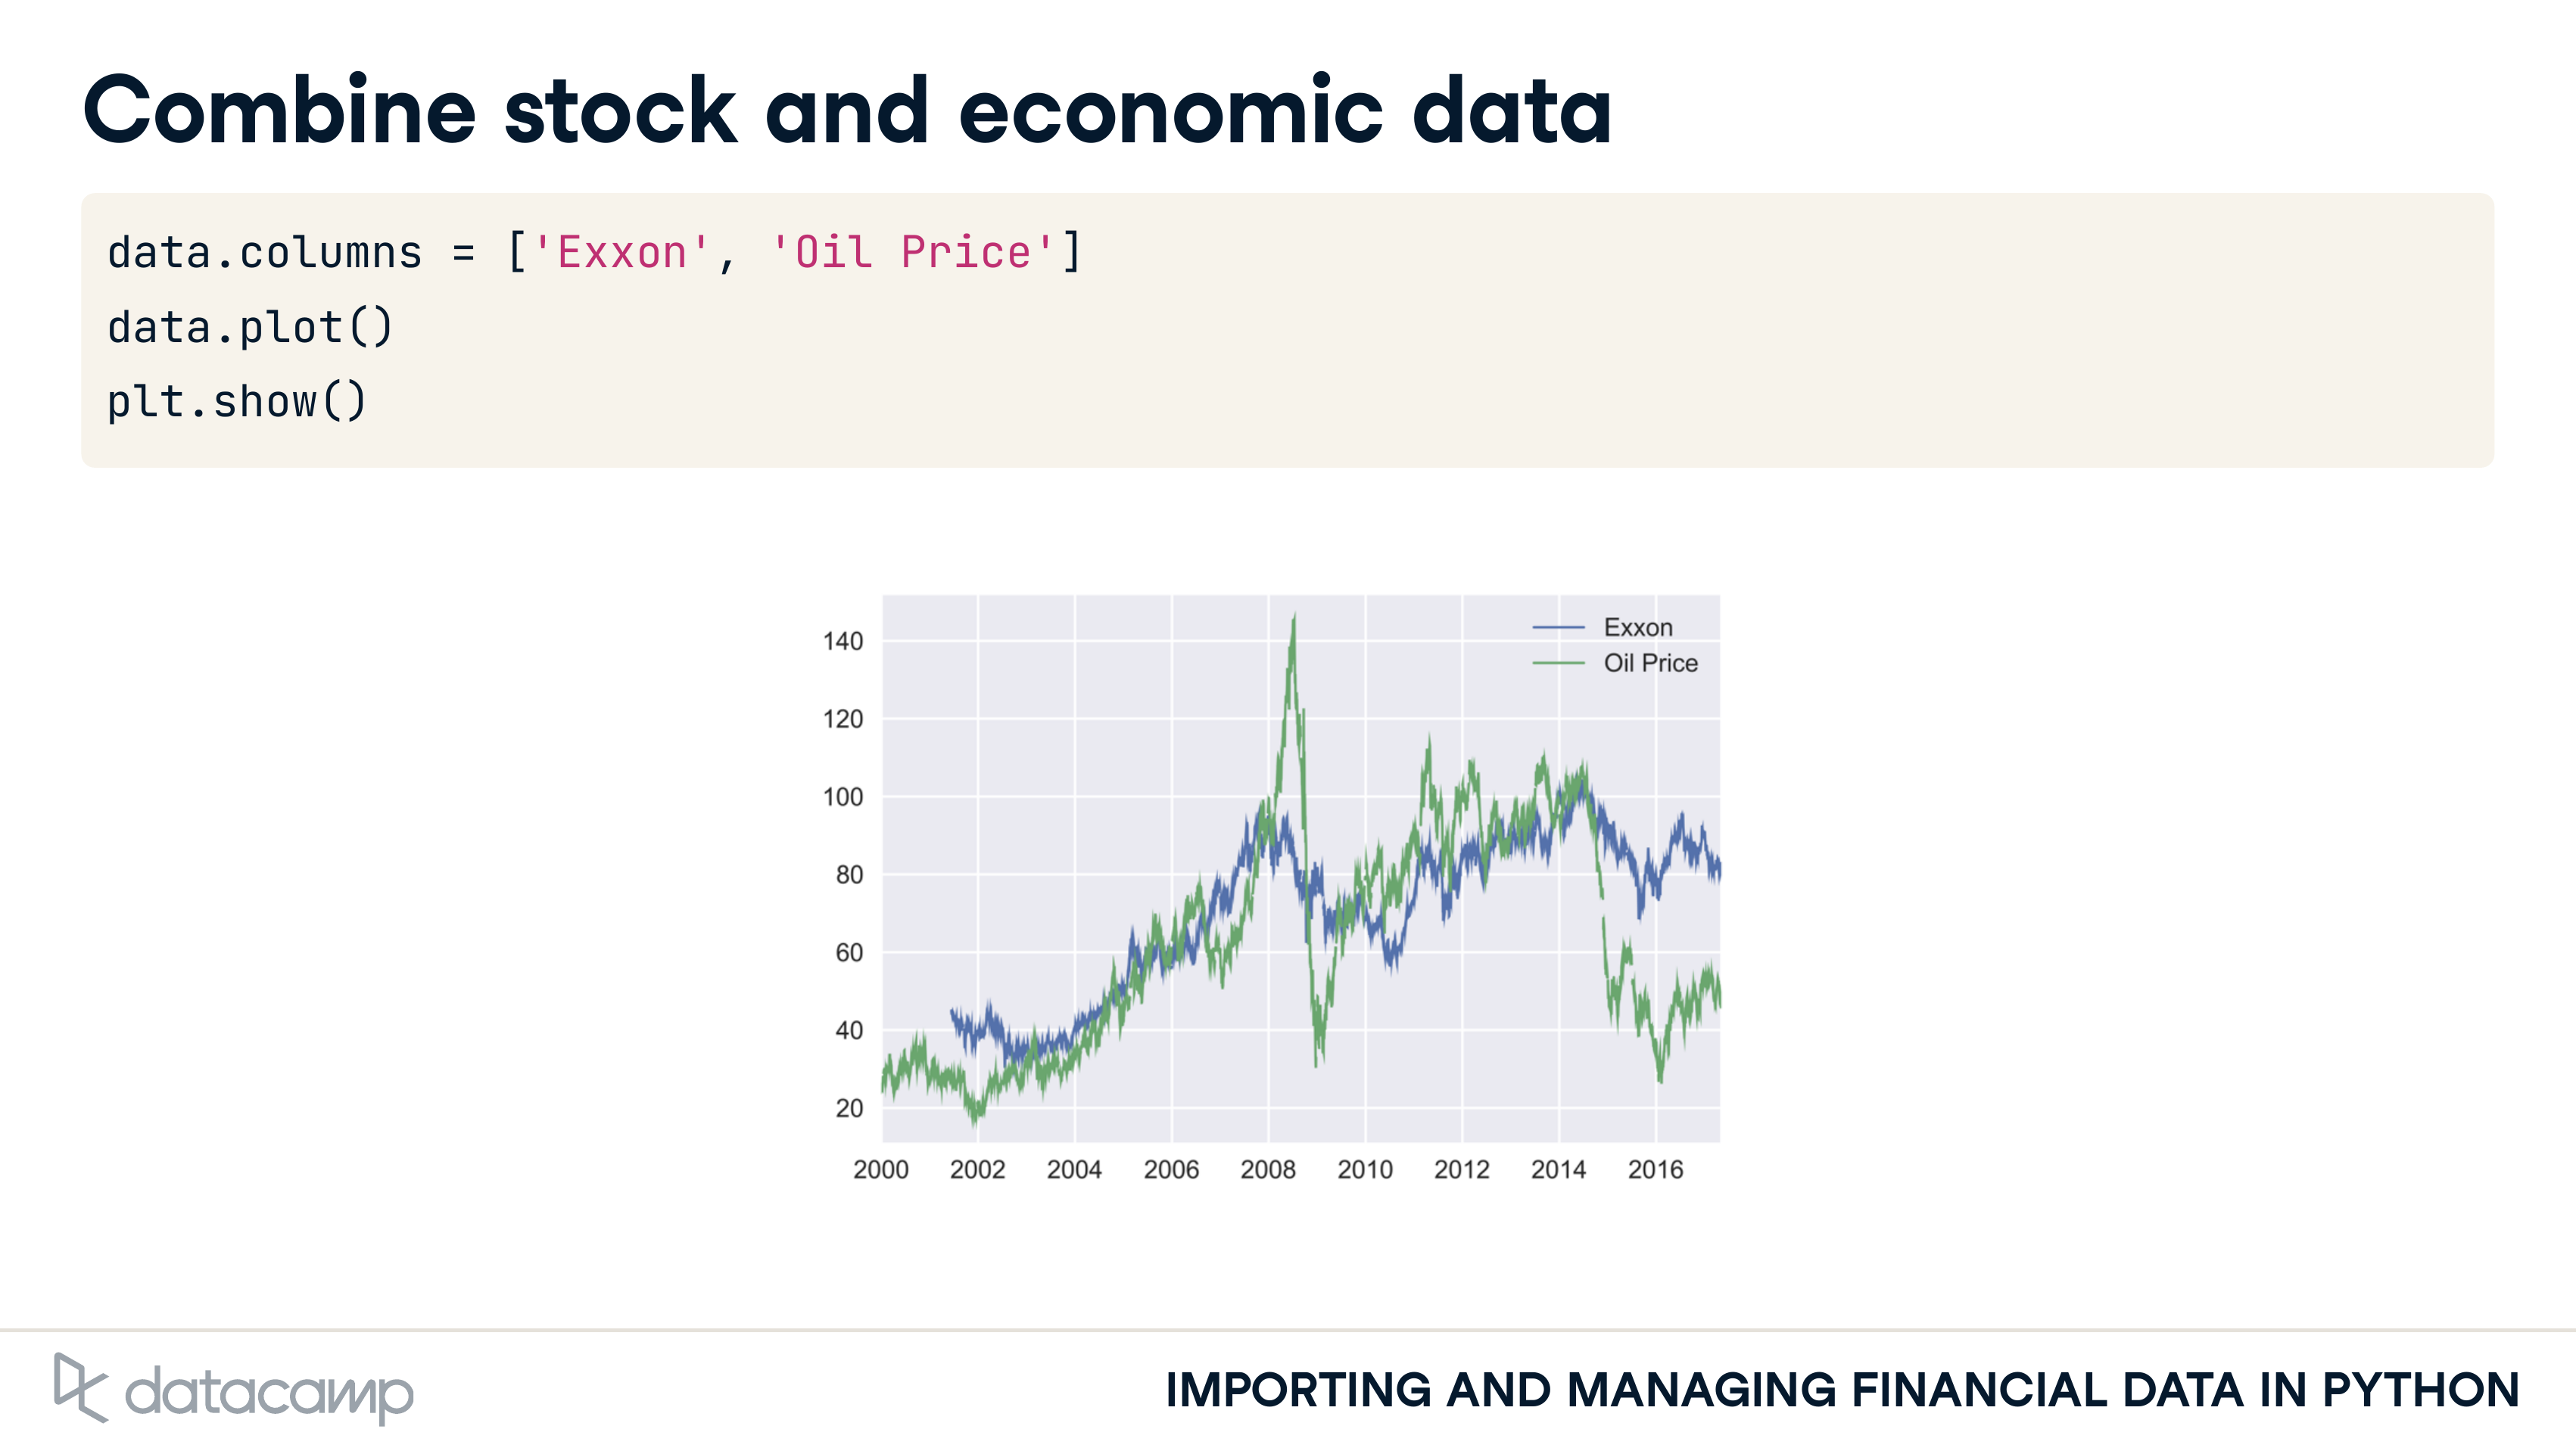 Combine stock and economic data
data.columns = ['Exxon', 'Oil Price']
data.plot()
plt.show()
Exxon
Oil Price
140
120
100
80
60
40
20
2000 2002 2004 2006 2008 2010 2012 2014 2016
datacamp
IMPORTING AND MANAGING FINANCIAL DATA IN PYTHON